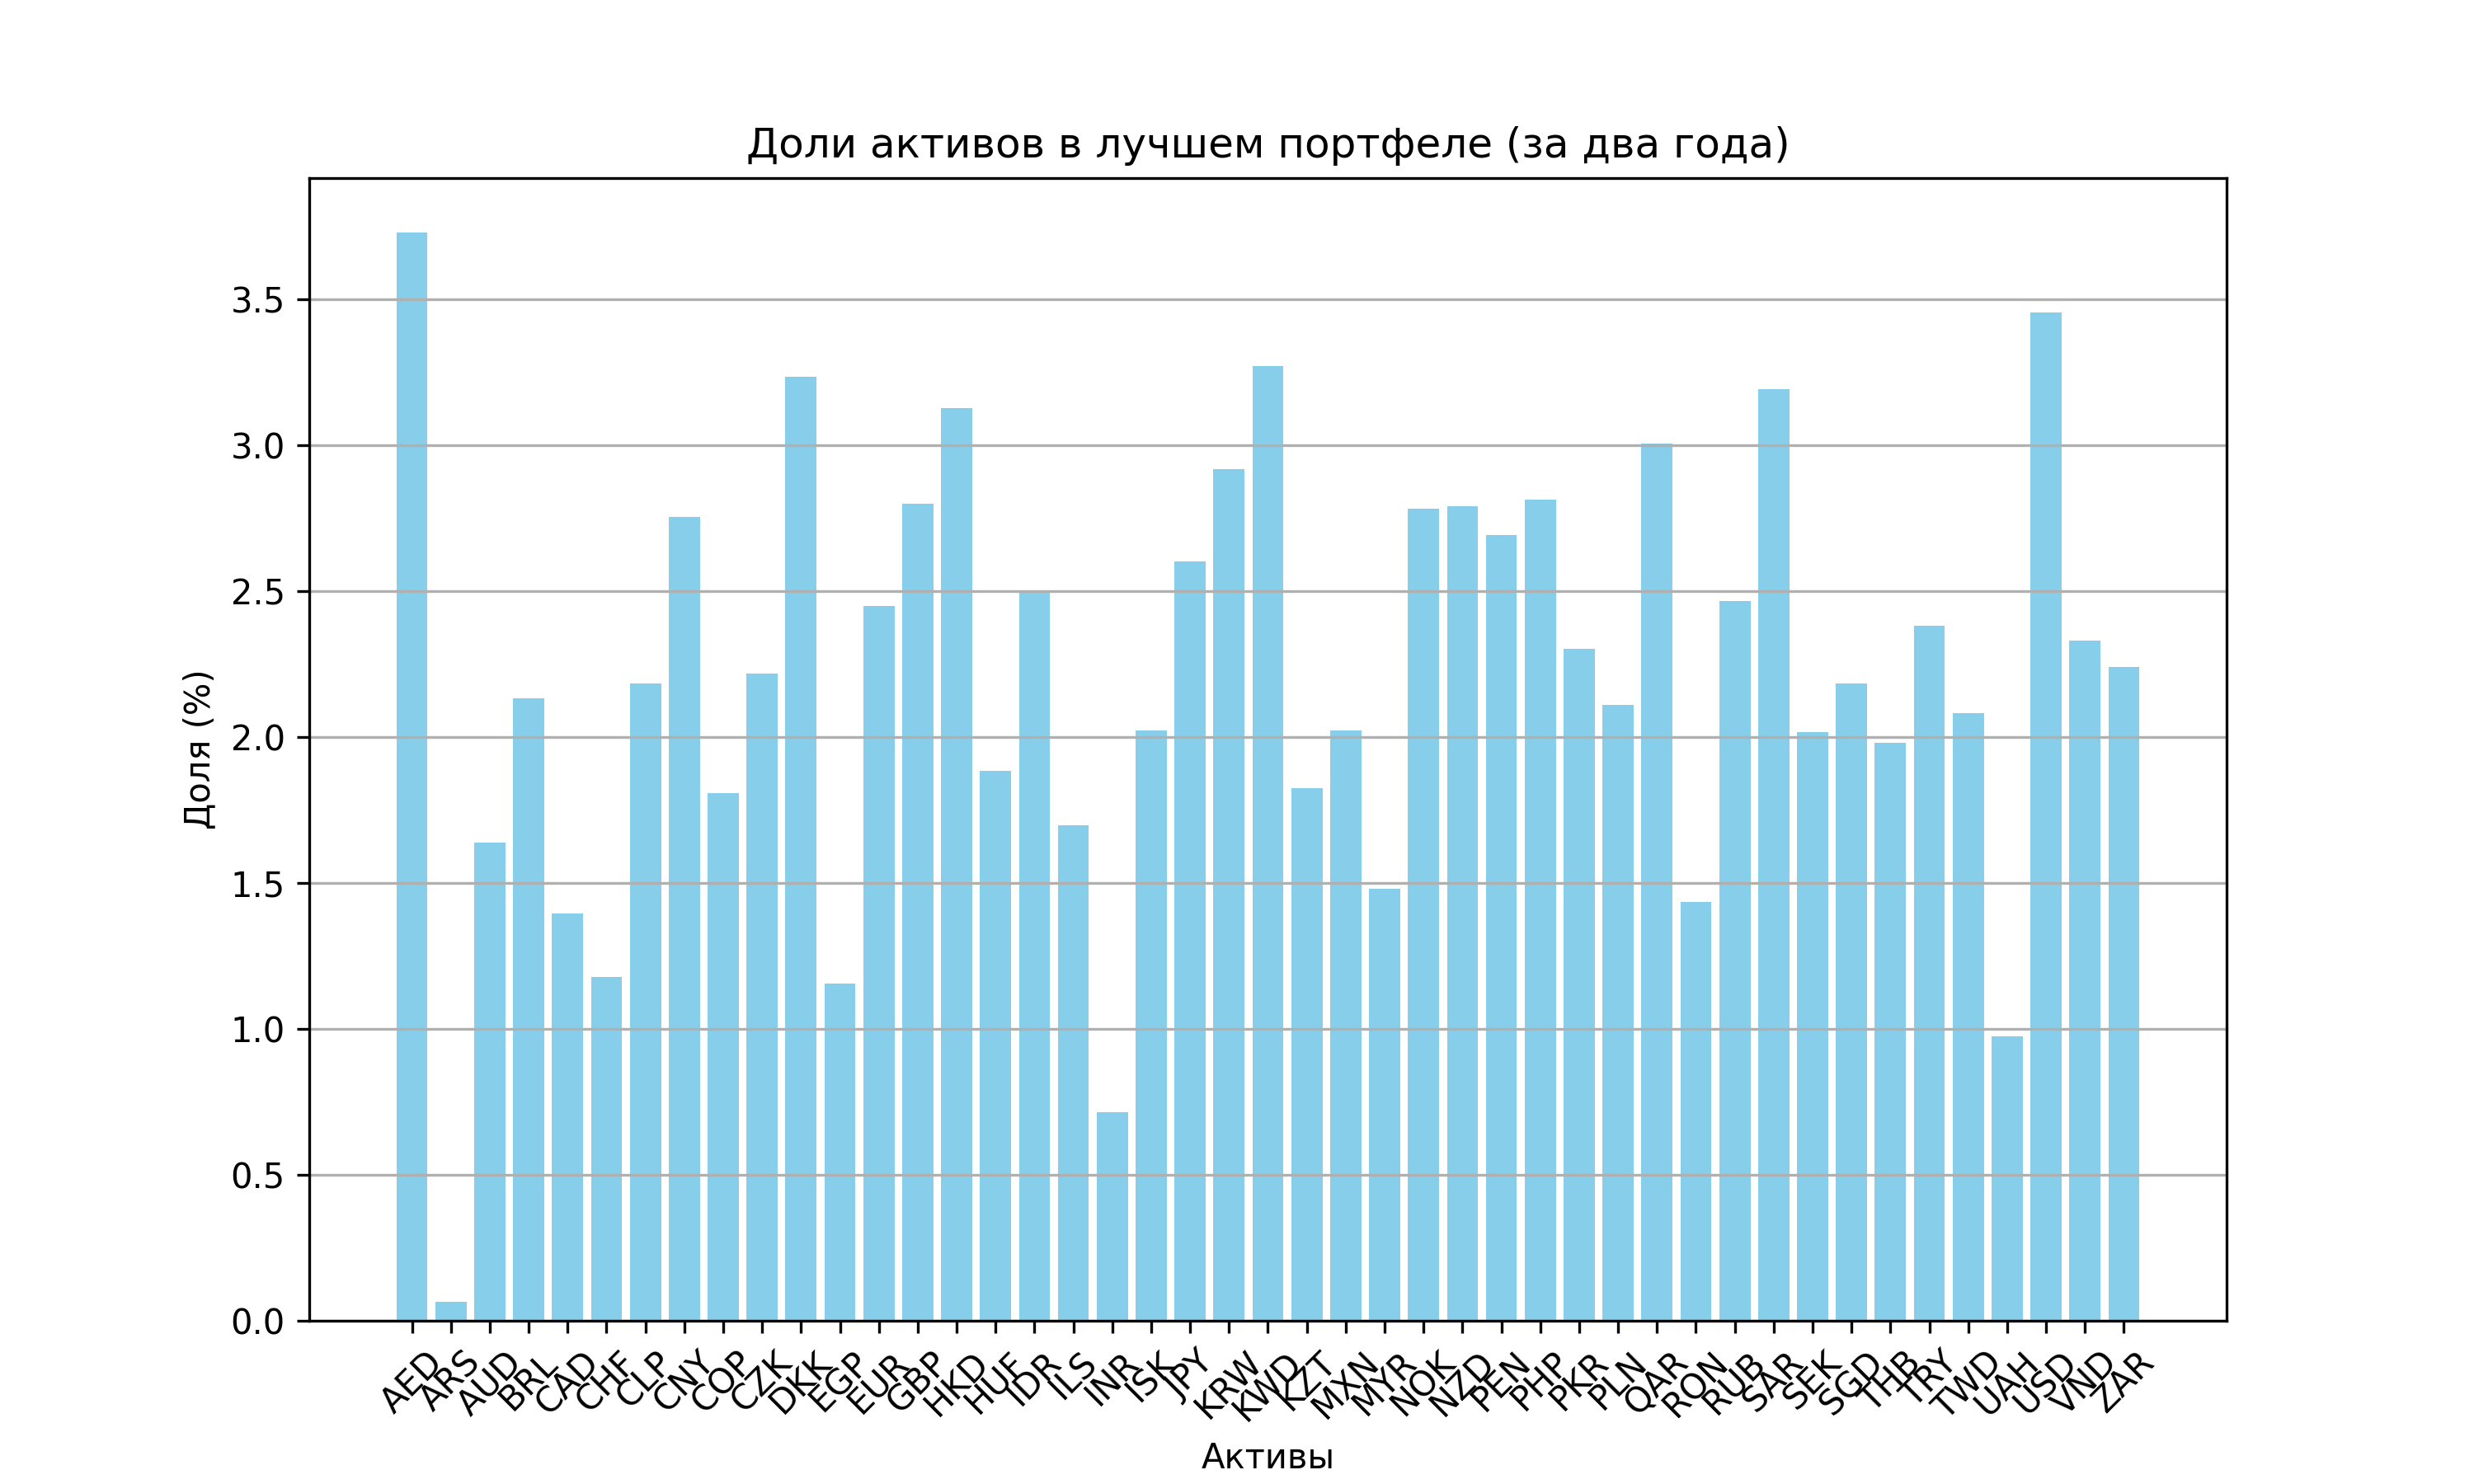 Доли активов в лучшем портфеле (за два года)
3.5
3.0
2.5
2.0
1.5
1.0
0.5
0.0
Доля (%)
AED
ARS
AUD
BRL
CAD
CHF
CLP
CNY
COP
CZK
DKK
EGP
EUR
GBP
HKD
HUF
IDR
ILS
INR
ISK
JPY
KRW
KWD
KZT
MXN
MYR
NOK
NZD
PEN
PHP
PKR
PLN
QAR
RON
RUB
SAR
SEK
SGD
THB
TRY
TWD
UAH
USD
VND
ZAR
Активы